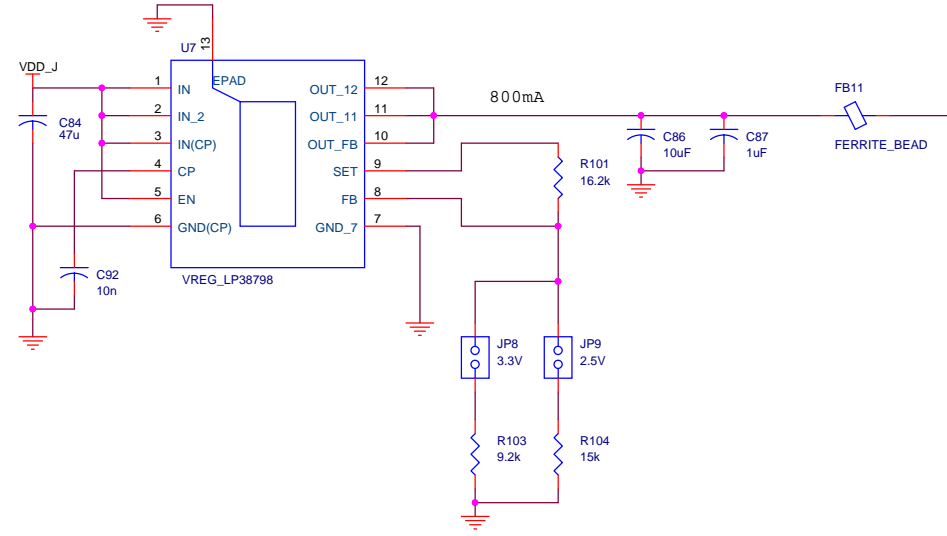 U7
13
VDD_J
EPAD
1 IN
2 IN_2
3 IN(CP)
4 CP
5 EN
6 GND(CP)
OUT_12 12
OUT_11 11
OUT_FB 10
SET 9
FB 8
GND_7 7
VREG_LP38798
C84
47u
C92
10n
800mA
C86
10uF
C87
1uF
FB11
FERRITE_BEAD
R101
16.2k
JP8
3.3V
JP9
2.5V
R103
9.2k
R104
15k